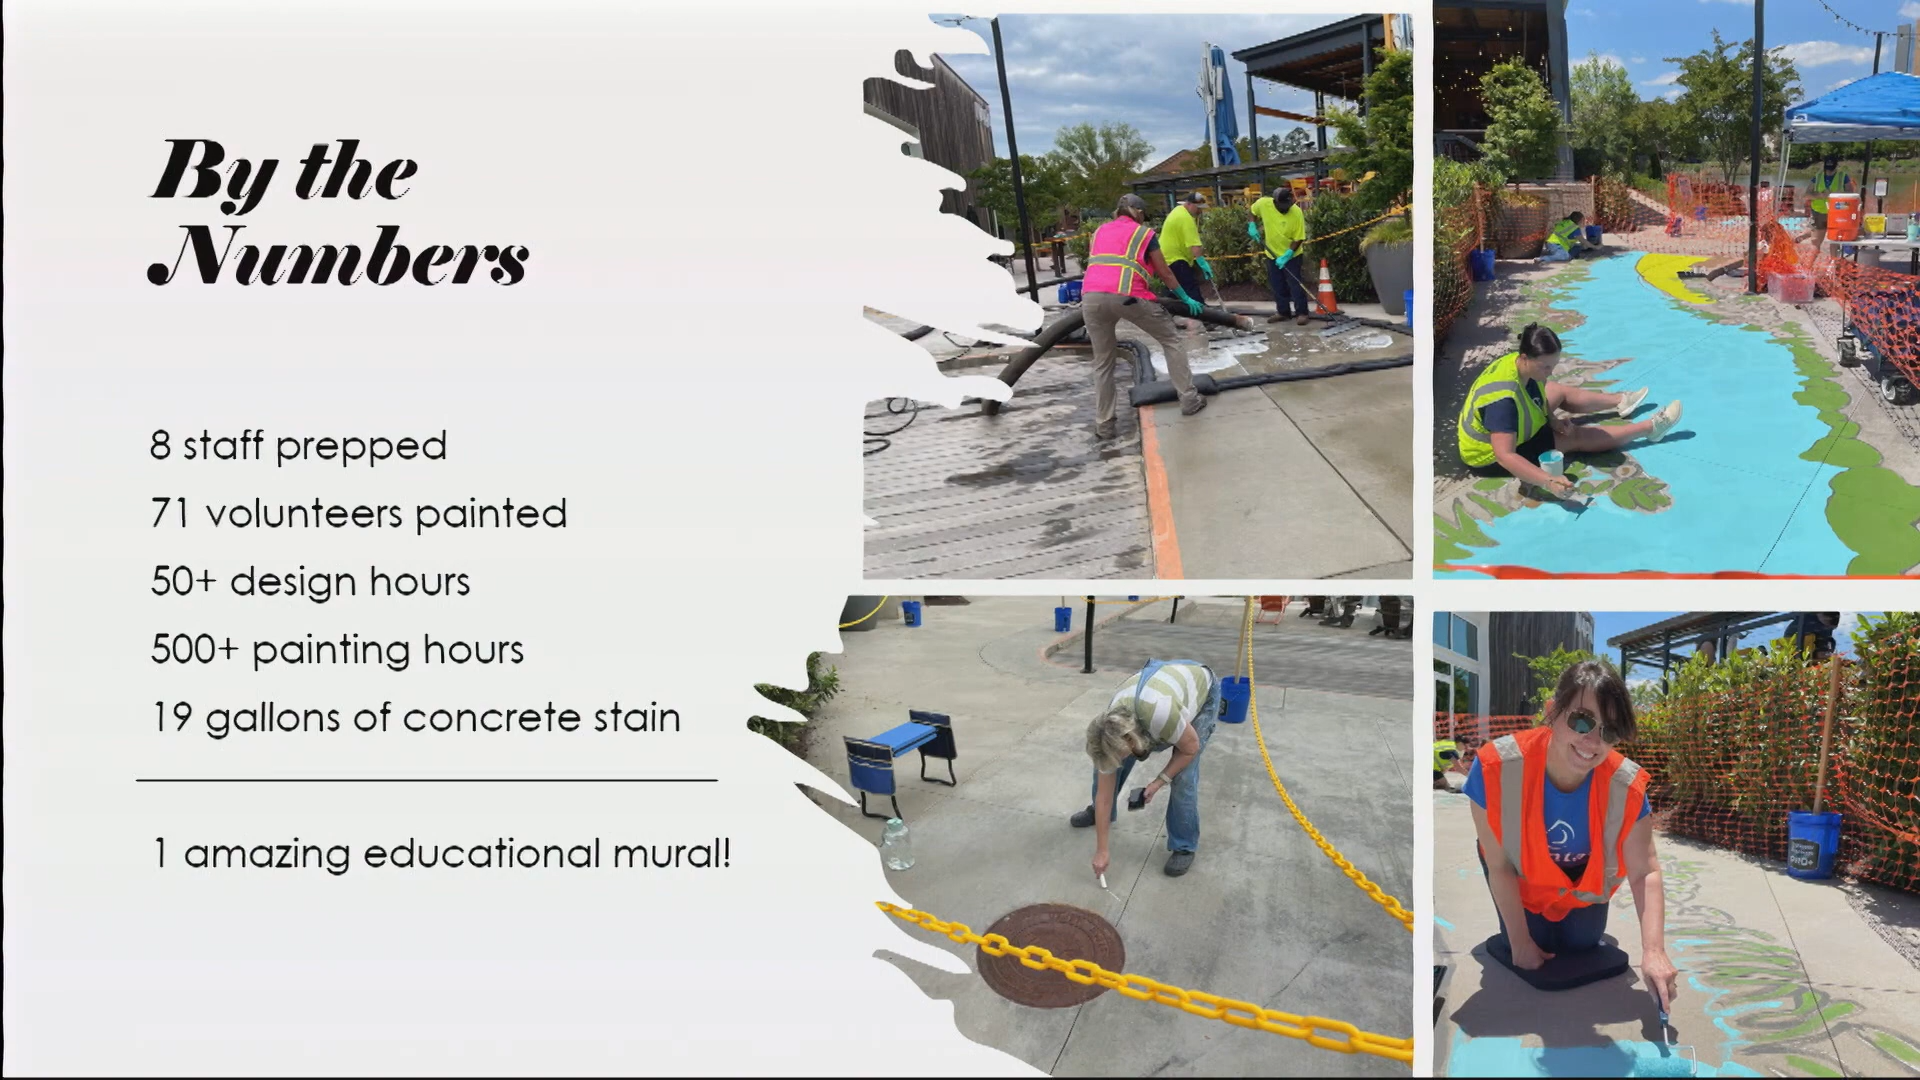 By the
Numbers
8 staff prepped
71 volunteers painted
50+ design hours
500+ painting hours
19 gallons of concrete stain
1 amazing educational mural!